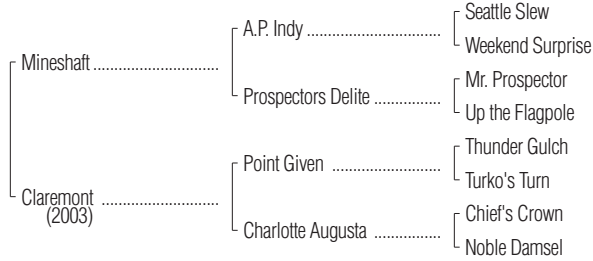 Seattle Slew
A.P. Indy ........................
Weekend Surprise
Mineshaft ......................
Mr. Prospector
Prospectors Delite ............
Up the Flagpole
Thunder Gulch
Point Given ...................
Turko's Turn
Claremont ....................
(2003)
Chief's Crown
Charlotte Augusta ............
Noble Damsel